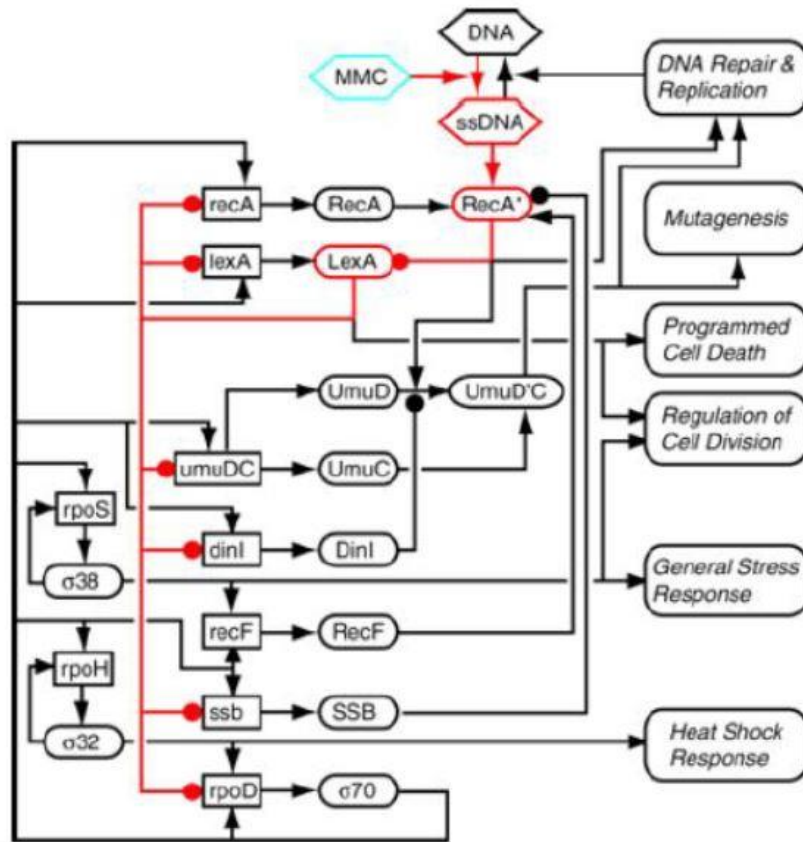 DNA
MMC
DNA Repair &
Replication
ssDNA
recA
RecA
RecA*
Mutagenesis
lexA
LexA
Programmed
Cell Death
UmuD
UmuD'C
Regulation of
Cell Division
umuDC
UmuC
rpoS
dinI
DinI
General Stress
Response
σ38
recF
RecF
rpoH
ssb
SSB
Heat Shock
Response
σ32
rpoD
σ70